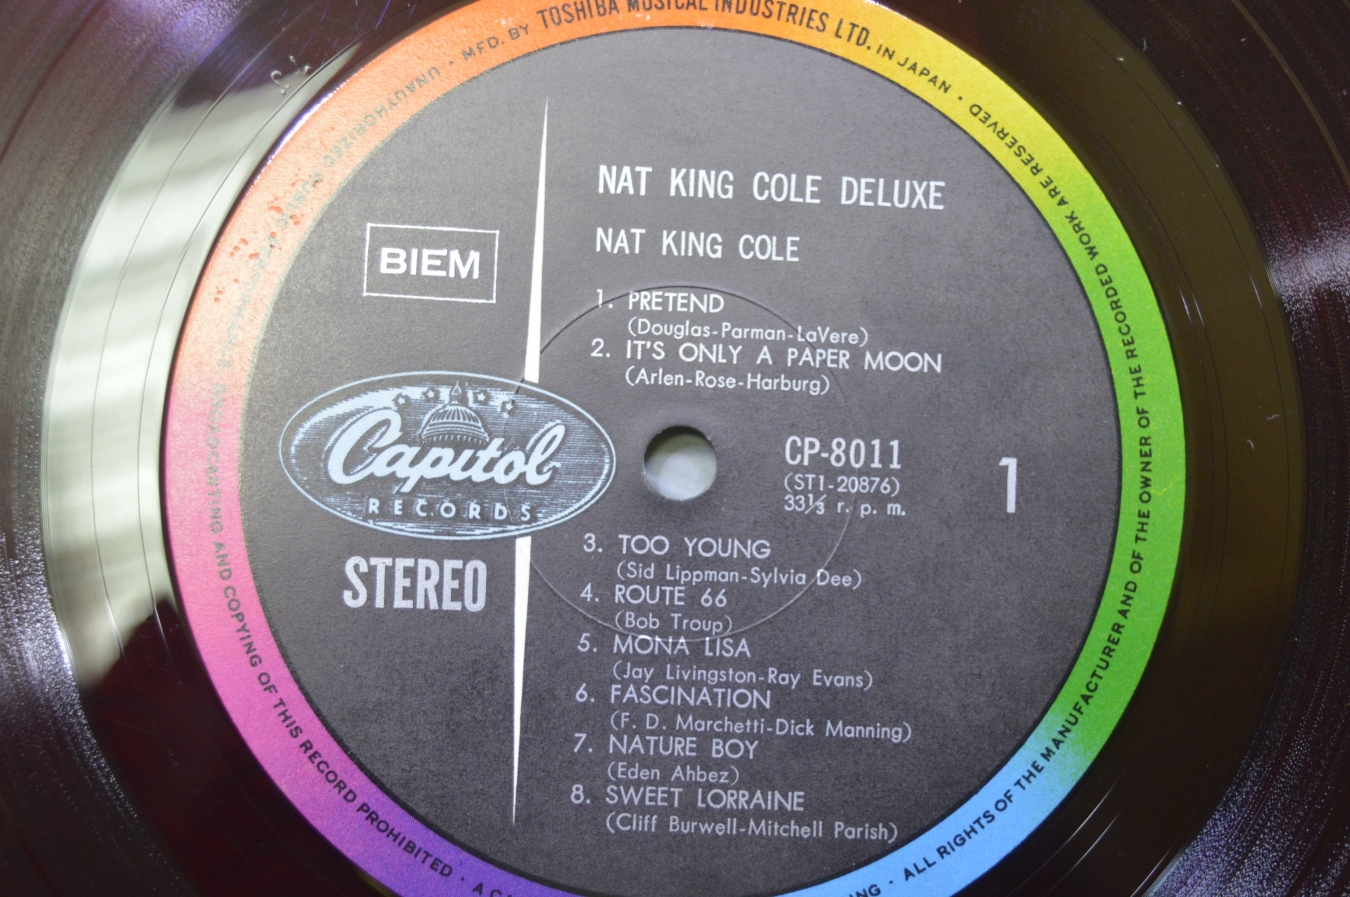 MFD. BY TOSHIBA MUSICAL INDUSTRIES LTD. IN JAPAN · ALL RIGHTS OF THE MANUFACTURER AND OF THE OWNER OF THE RECORDED WORK ARE RESERVED
UNAUTHORIZED PUBLIC
BROADCASTING AND COPYING OF THIS RECORD PROHIBITED ·
NAT KING COLE DELUXE
NAT KING COLE
BIEM
1. PRETEND
(Douglas-Parman-LaVere)
2. IT'S ONLY A PAPER MOON
(Arlen-Rose-Harburg)
Capitol
RECORDS
STEREO
CP-8011
(ST1-20876)
33⅓ r. p. m.
1
3. TOO YOUNG
(Sid Lippman-Sylvia Dee)
4. ROUTE 66
(Bob Troup)
5. MONA LISA
(Jay Livingston-Ray Evans)
6. FASCINATION
(F. D. Marchetti-Dick Manning)
7. NATURE BOY
(Eden Ahbez)
8. SWEET LORRAINE
(Cliff Burwell-Mitchell Parish)